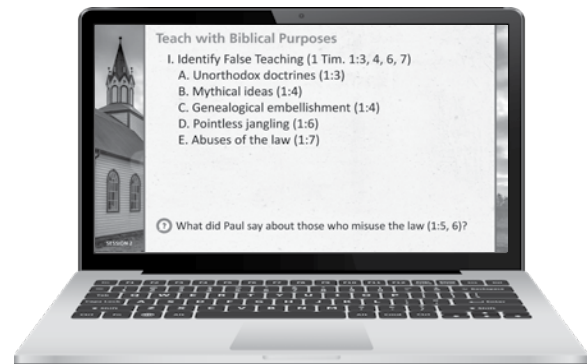 Teach with Biblical Purposes
I. Identify False Teaching (1 Tim. 1:3, 4, 6, 7)
A. Unorthodox doctrines (1:3)
B. Mythical ideas (1:4)
C. Genealogical embellishment (1:4)
D. Pointless jangling (1:6)
E. Abuses of the law (1:7)
? What did Paul say about those who misuse the law (1:5, 6)?
SESSION 2